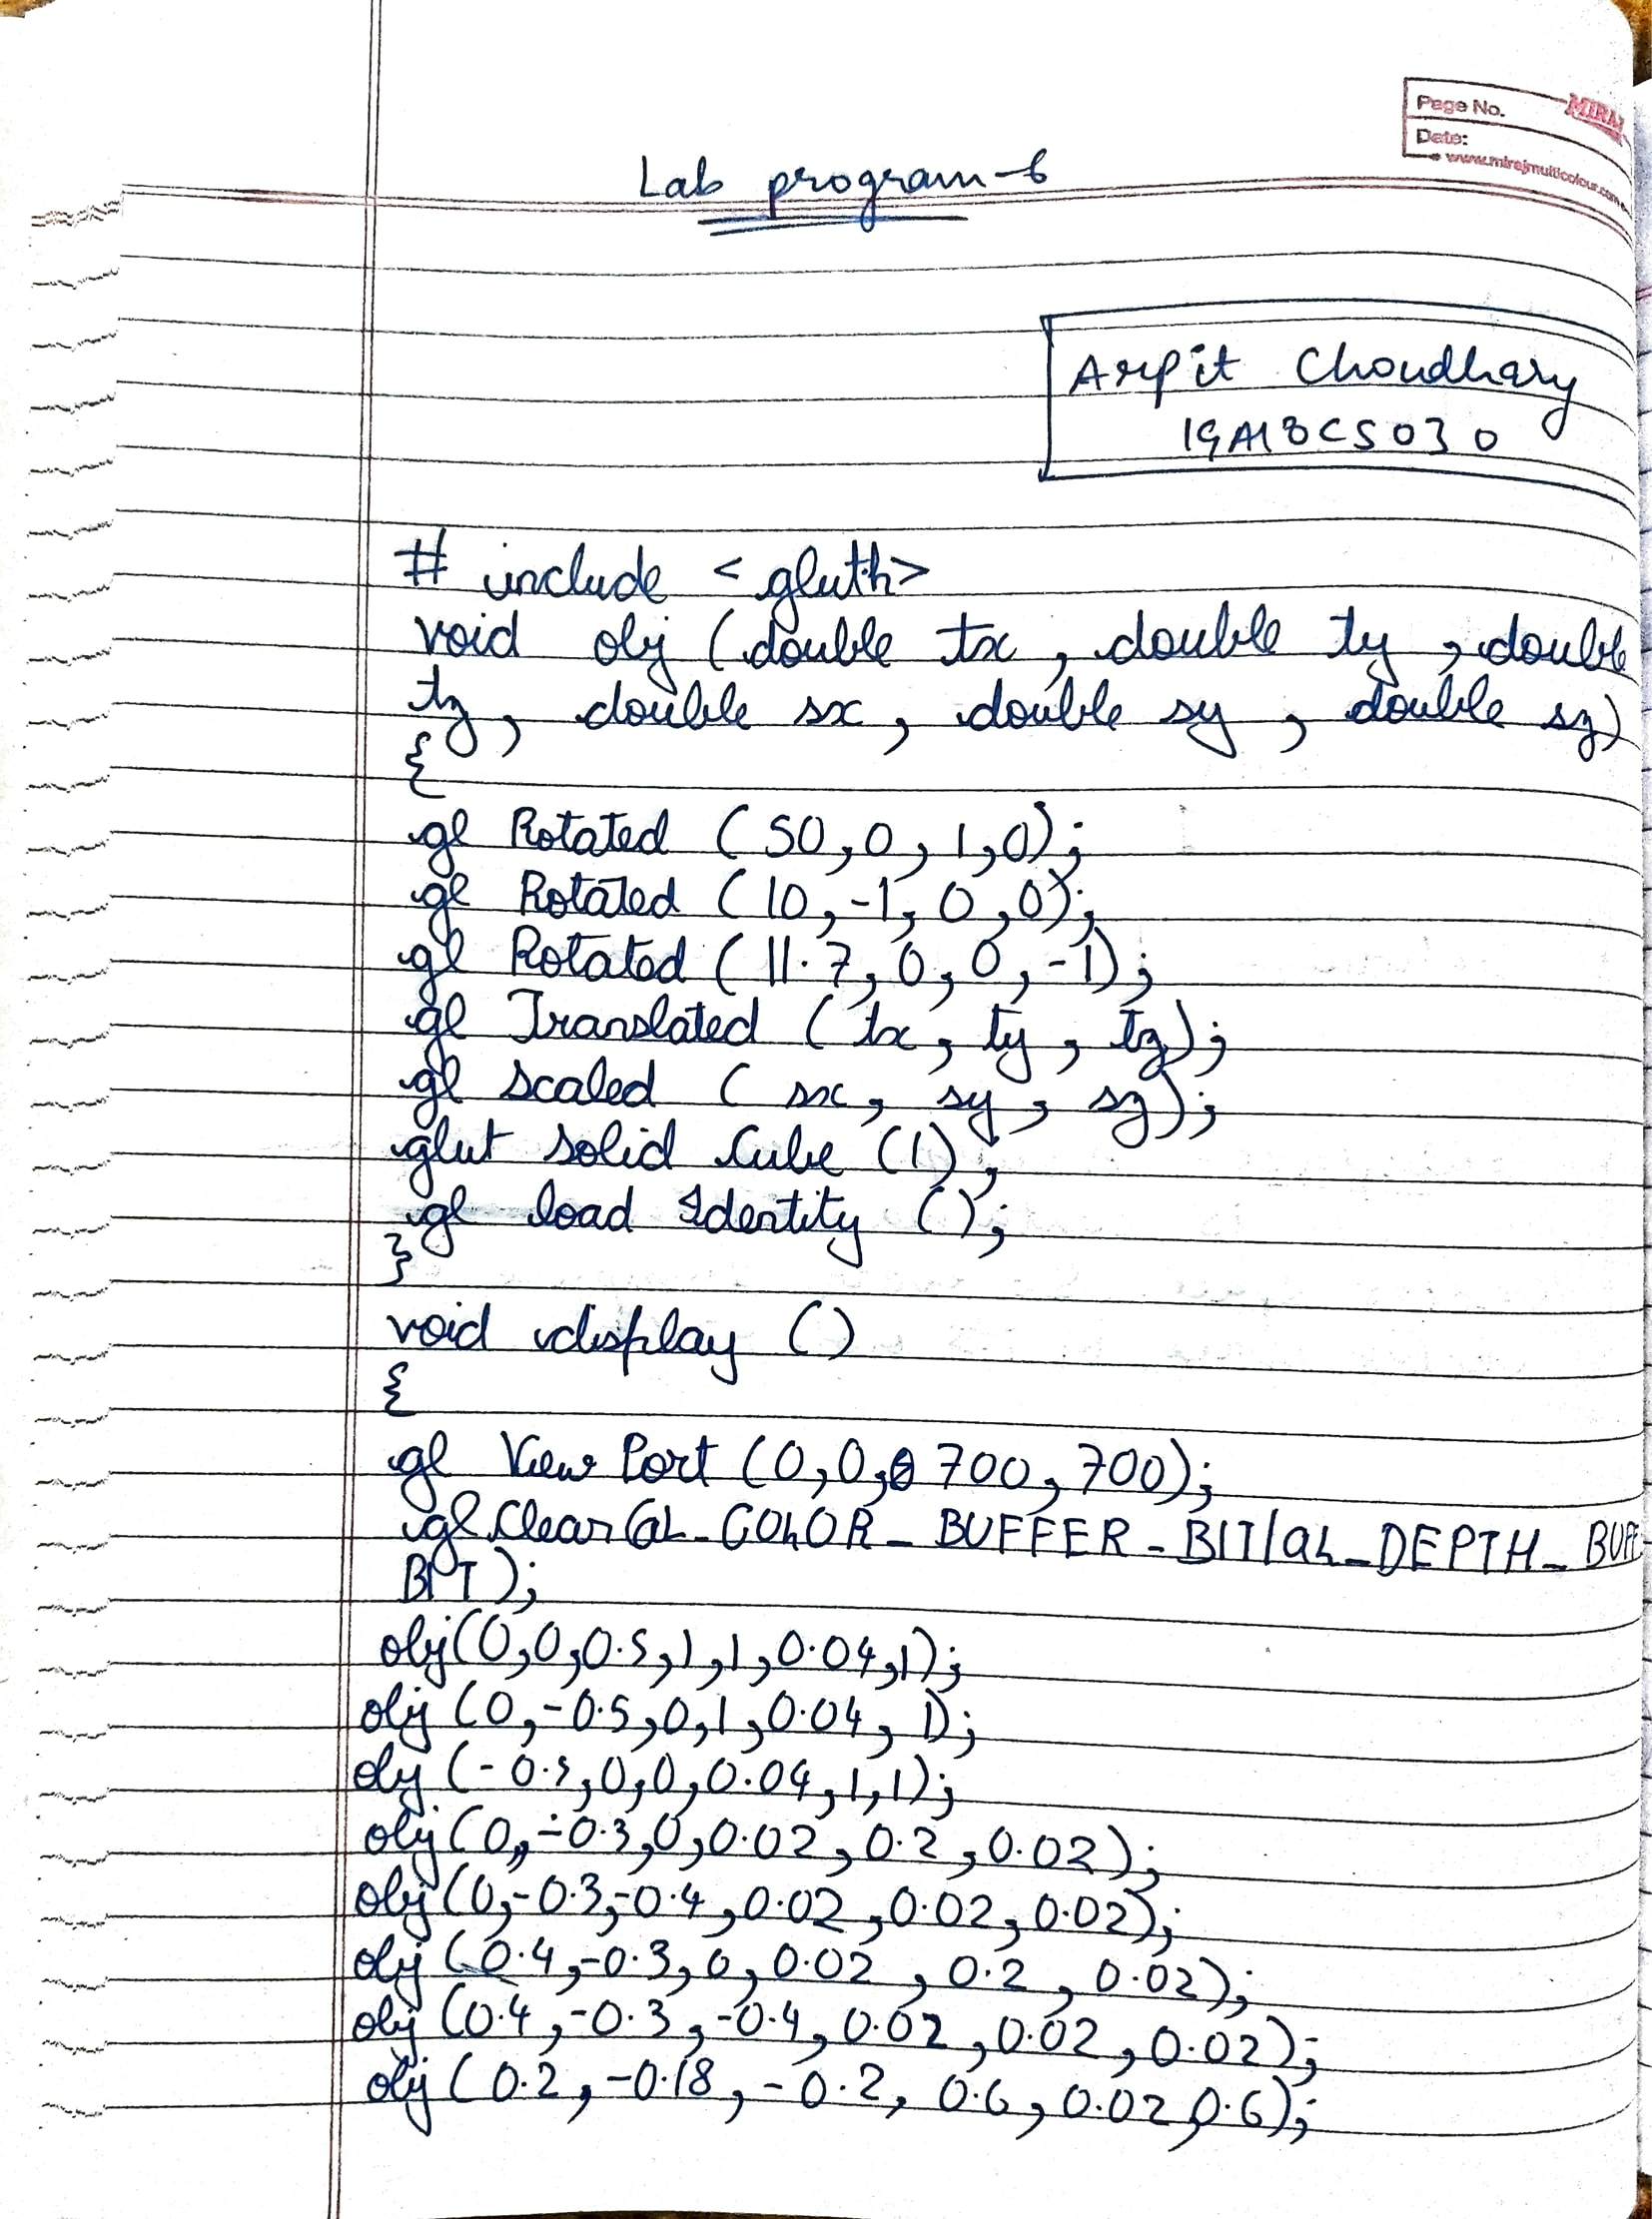 Page No.
MIRAJ
Date:
www.mirajmulticolour.com
Lab program-6
Arpit Choudhary
1GA18CS030
# include <glut.h>
void obj (double tx, double ty, double
tz, double sx, double sy, double sz)
{
gl Rotated (50,0,1,0);
gl Rotated (10,-1,0,0);
gl Rotated (11.7,0,0,-1);
gl Translated (tx, ty, tz);
gl scaled (sx, sy, sz);
glut solid Cube (1);
gl load Identity ();
}
void display ()
{
gl View Port (0,0, 700,700);
gl Clear(GL_COLOR_BUFFER_BIT/GL_DEPTH_BUFF
BIT);
obj(0,0,0.5,1,1,0.04,1);
obj (0,-0.5,0,1,0.04,1);
obj (-0.5,0,0,0.04,1,1);
obj(0,-0.3,0,0.02,0.2,0.02);
obj(0,-0.3,-0.4,0.02,0.02,0.02);
obj (0.4,-0.3,0,0.02,0.2,0.02);
obj (0.4,-0.3,-0.4,0.02,0.02,0.02);
obj (0.2,-0.18,-0.2,0.6,0.02,0.6);